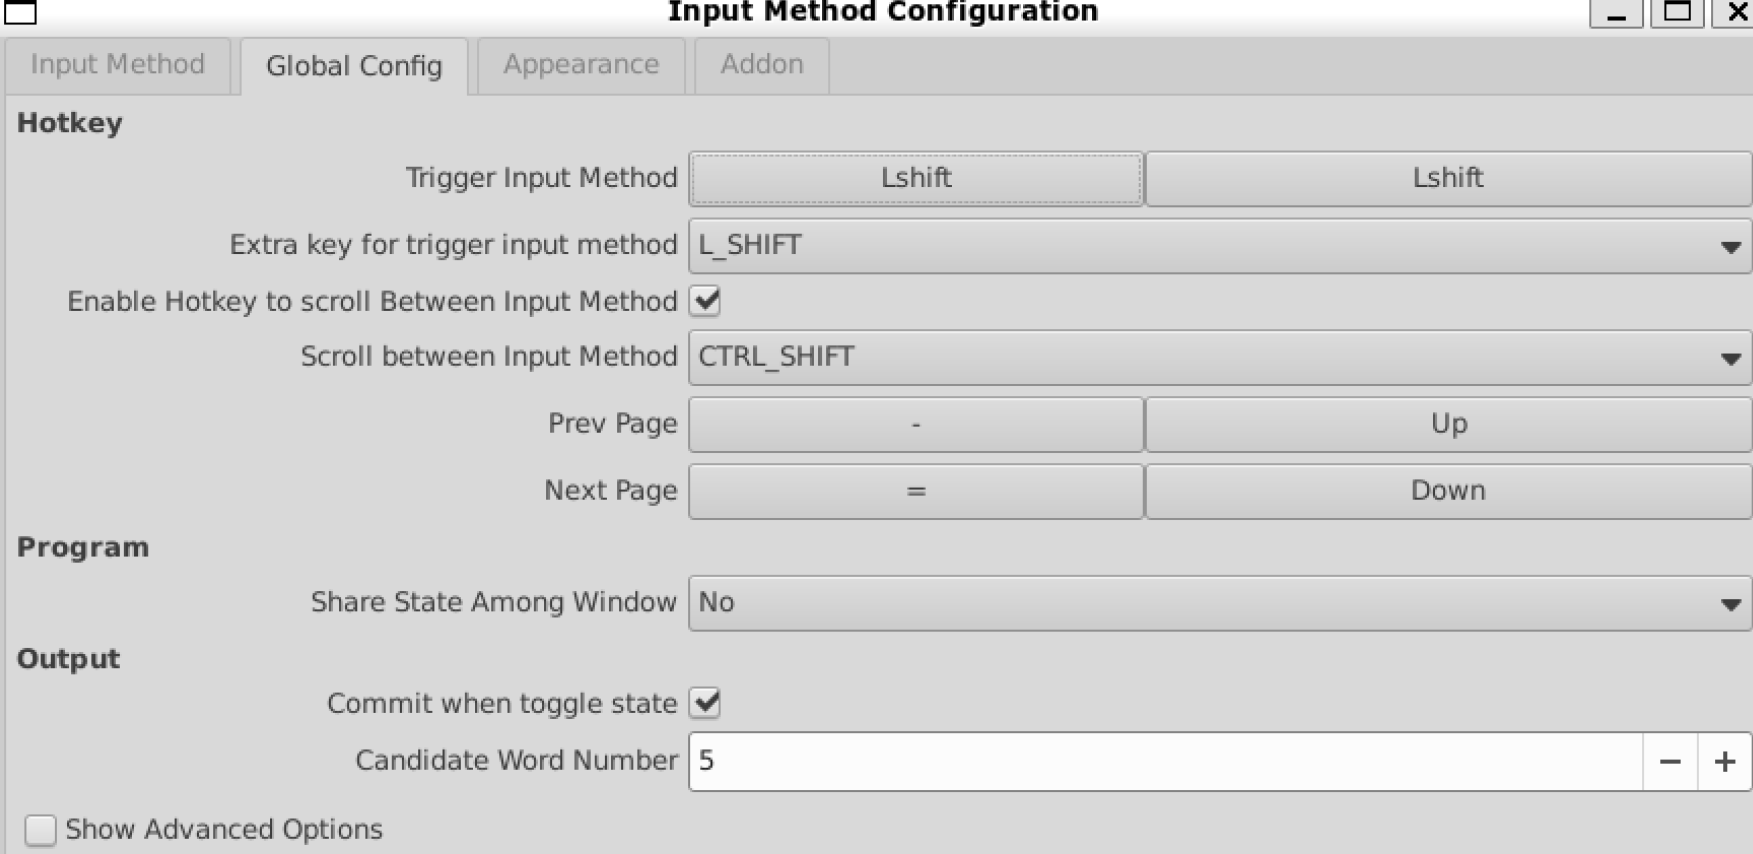 Input Method Configuration
Input Method Global Config Appearance Addon
Hotkey
Trigger Input Method Lshift Lshift
Extra key for trigger input method L_SHIFT
Enable Hotkey to scroll Between Input Method
Scroll between Input Method CTRL_SHIFT
Prev Page - Up
Next Page = Down
Program
Share State Among Window No
Output
Commit when toggle state
Candidate Word Number 5 − +
Show Advanced Options